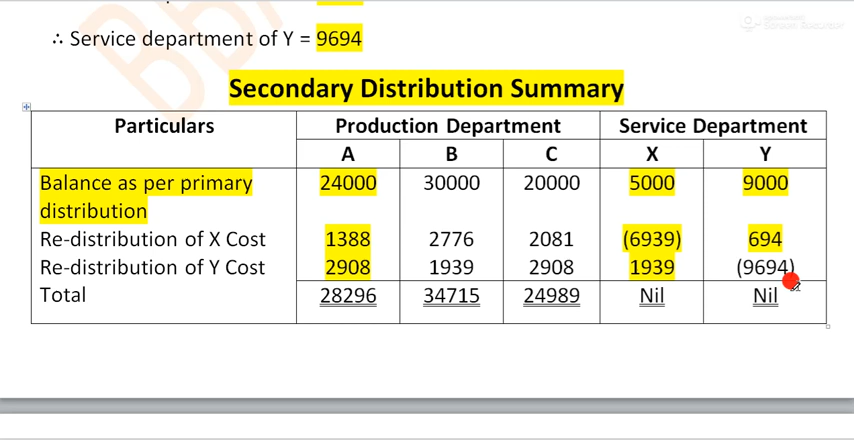 ∴ Service department of Y = 9694
Secondary Distribution Summary
Particulars Production Department Service Department
A B C X Y
Balance as per primary 24000 30000 20000 5000 9000
distribution
Re-distribution of X Cost 1388 2776 2081 (6939) 694
Re-distribution of Y Cost 2908 1939 2908 1939 (9694)
Total 28296 34715 24989 Nil Nil